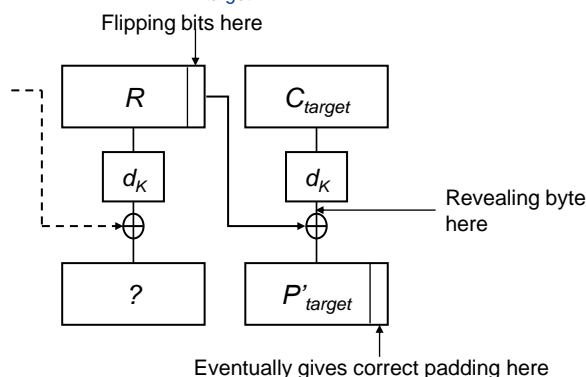 Flipping bits here
R
C_target
d_K
d_K
Revealing byte
here
?
P'_target
Eventually gives correct padding here